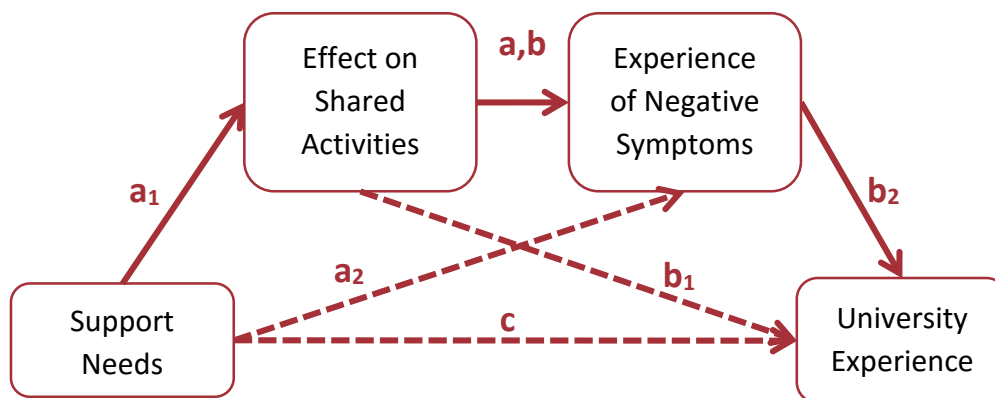 Effect on
Shared
Activities
a,b
Experience
of Negative
Symptoms
a₁
b₂
a₂
b₁
c
Support
Needs
University
Experience